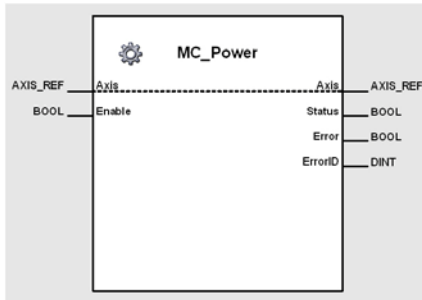 MC_Power
AXIS_REF Axis Axis AXIS_REF
BOOL Enable Status BOOL
Error BOOL
ErrorID DINT